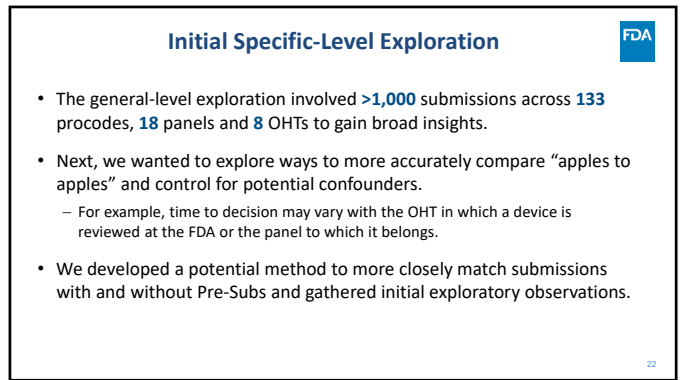 Initial Specific-Level Exploration
FDA
• The general-level exploration involved >1,000 submissions across 133
procodes, 18 panels and 8 OHTs to gain broad insights.
• Next, we wanted to explore ways to more accurately compare “apples to
apples” and control for potential confounders.
– For example, time to decision may vary with the OHT in which a device is
reviewed at the FDA or the panel to which it belongs.
• We developed a potential method to more closely match submissions
with and without Pre-Subs and gathered initial exploratory observations.
22